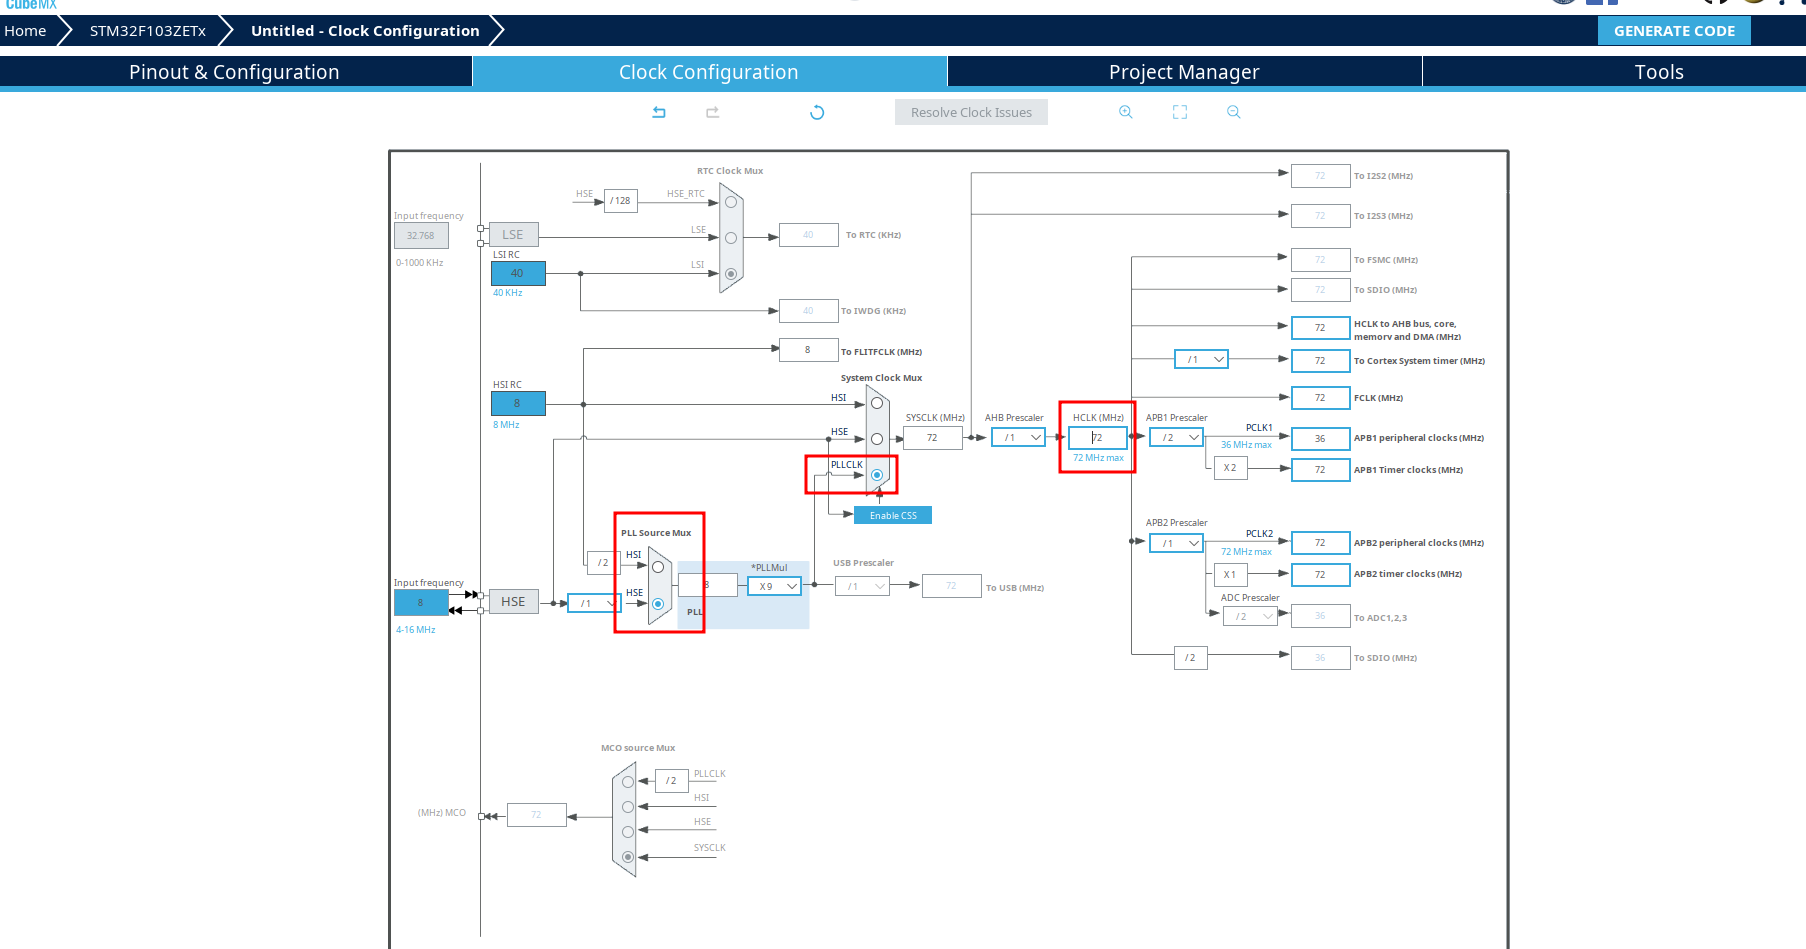 CubeMX
Home
STM32F103ZETx
Untitled - Clock Configuration
GENERATE CODE
Pinout & Configuration
Clock Configuration
Project Manager
Tools
Resolve Clock Issues
RTC Clock Mux
HSE
/ 128
HSE_RTC
72
To I2S2 (MHz)
Input frequency
32.768
0-1000 KHz
LSE
LSE
40
To RTC (KHz)
72
To I2S3 (MHz)
LSI RC
40
40 KHz
LSI
72
To FSMC (MHz)
72
To SDIO (MHz)
40
To IWDG (KHz)
72
HCLK to AHB bus, core,
memory and DMA (MHz)
8
To FLITFCLK (MHz)
/ 1
72
To Cortex System timer (MHz)
System Clock Mux
HSI RC
8
8 MHz
HSI
72
FCLK (MHz)
HSE
SYSCLK (MHz)
72
AHB Prescaler
/ 1
HCLK (MHz)
72
72 MHz max
APB1 Prescaler
/ 2
PCLK1
36 MHz max
36
APB1 peripheral clocks (MHz)
X 2
72
APB1 Timer clocks (MHz)
PLLCLK
Enable CSS
APB2 Prescaler
/ 1
PCLK2
72 MHz max
72
APB2 peripheral clocks (MHz)
X 1
72
APB2 timer clocks (MHz)
ADC Prescaler
/ 2
36
To ADC1,2,3
/ 2
36
To SDIO (MHz)
PLL Source Mux
HSI
/ 2
Input frequency
8
4-16 MHz
HSE
/ 1
HSE
8
PLL
*PLLMul
X 9
USB Prescaler
/ 1
72
To USB (MHz)
MCO source Mux
/ 2
PLLCLK
HSI
HSE
SYSCLK
(MHz) MCO
72